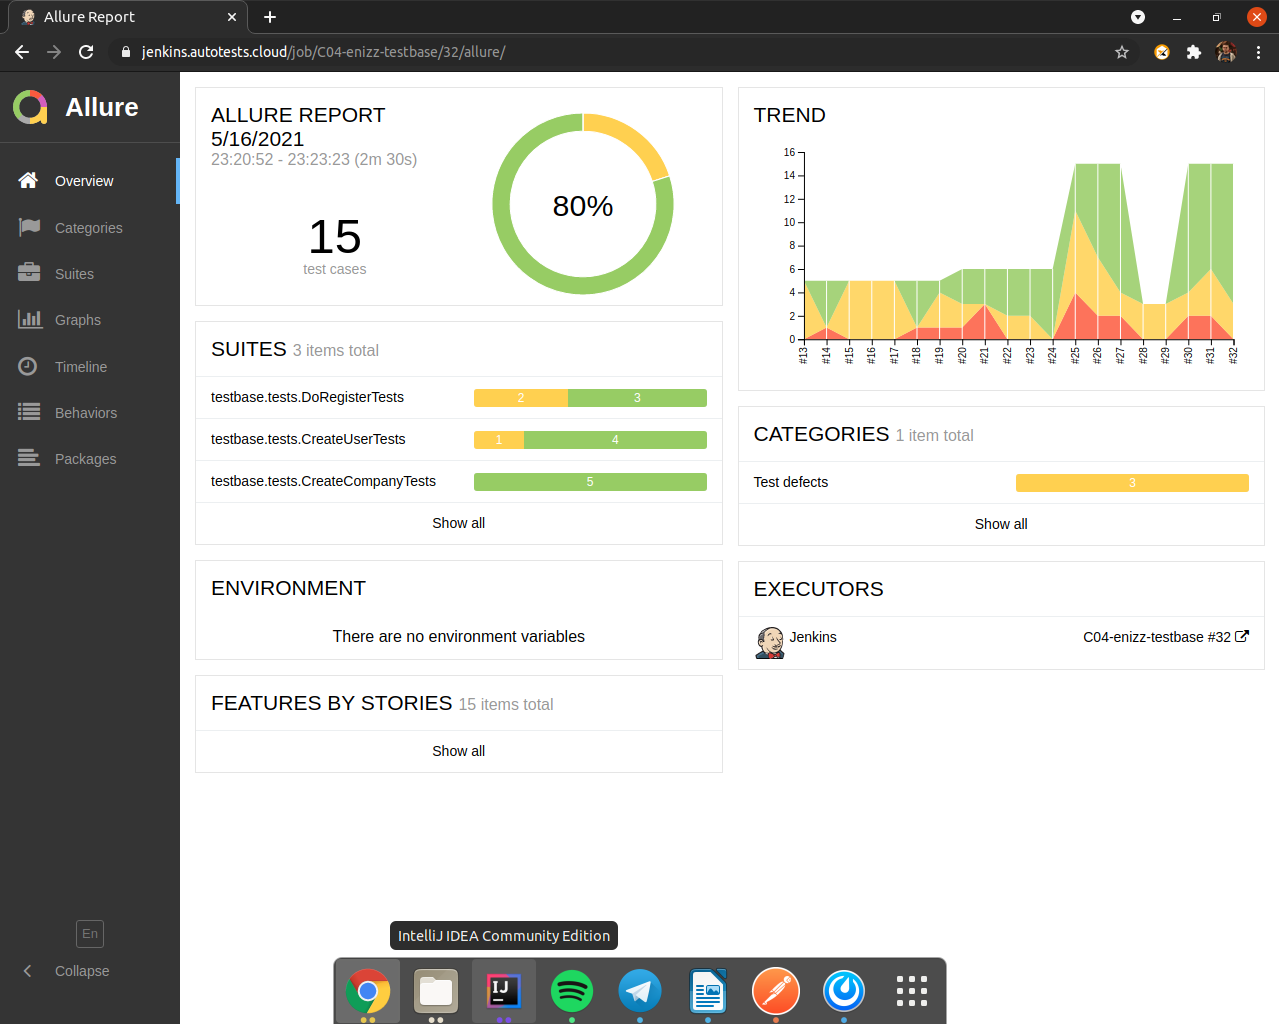 Allure Report
jenkins.autotests.cloud/job/C04-enizz-testbase/32/allure/
Allure
Overview
Categories
Suites
Graphs
Timeline
Behaviors
Packages
En
Collapse
ALLURE REPORT
5/16/2021
23:20:52 - 23:23:23 (2m 30s)
15
test cases
80%
SUITES 3 items total
testbase.tests.DoRegisterTests 2 3
testbase.tests.CreateUserTests 1 4
testbase.tests.CreateCompanyTests 5
Show all
ENVIRONMENT
There are no environment variables
FEATURES BY STORIES 15 items total
Show all
TREND
16
14
12
10
8
6
4
2
0
#13 #14 #15 #16 #17 #18 #19 #20 #21 #22 #23 #24 #25 #26 #27 #28 #29 #30 #31 #32
CATEGORIES 1 item total
Test defects 3
Show all
EXECUTORS
Jenkins C04-enizz-testbase #32
IntelliJ IDEA Community Edition
IJ